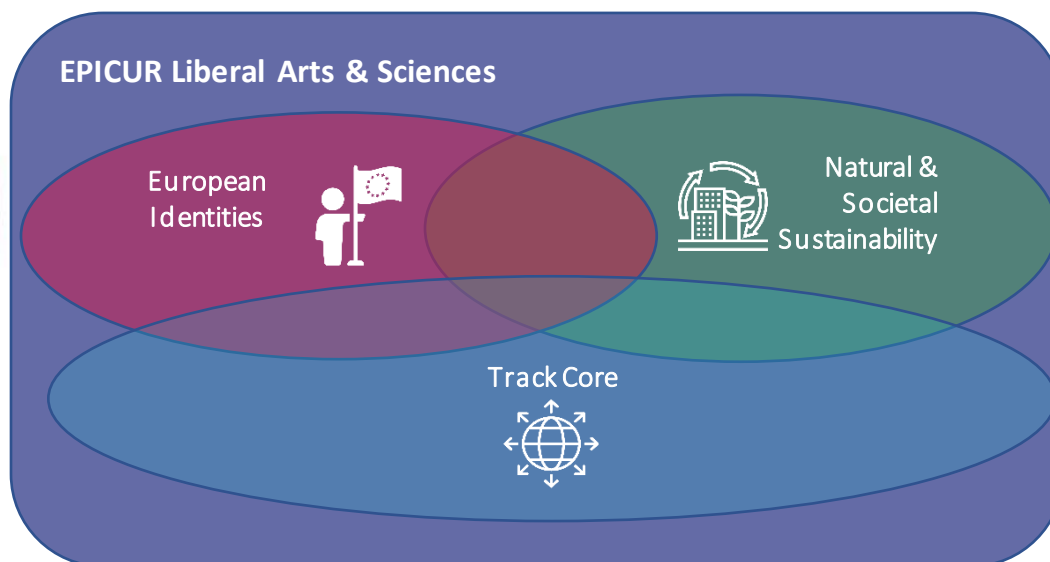 EPICUR Liberal Arts & Sciences
European
Identities
Natural &
Societal
Sustainability
Track Core